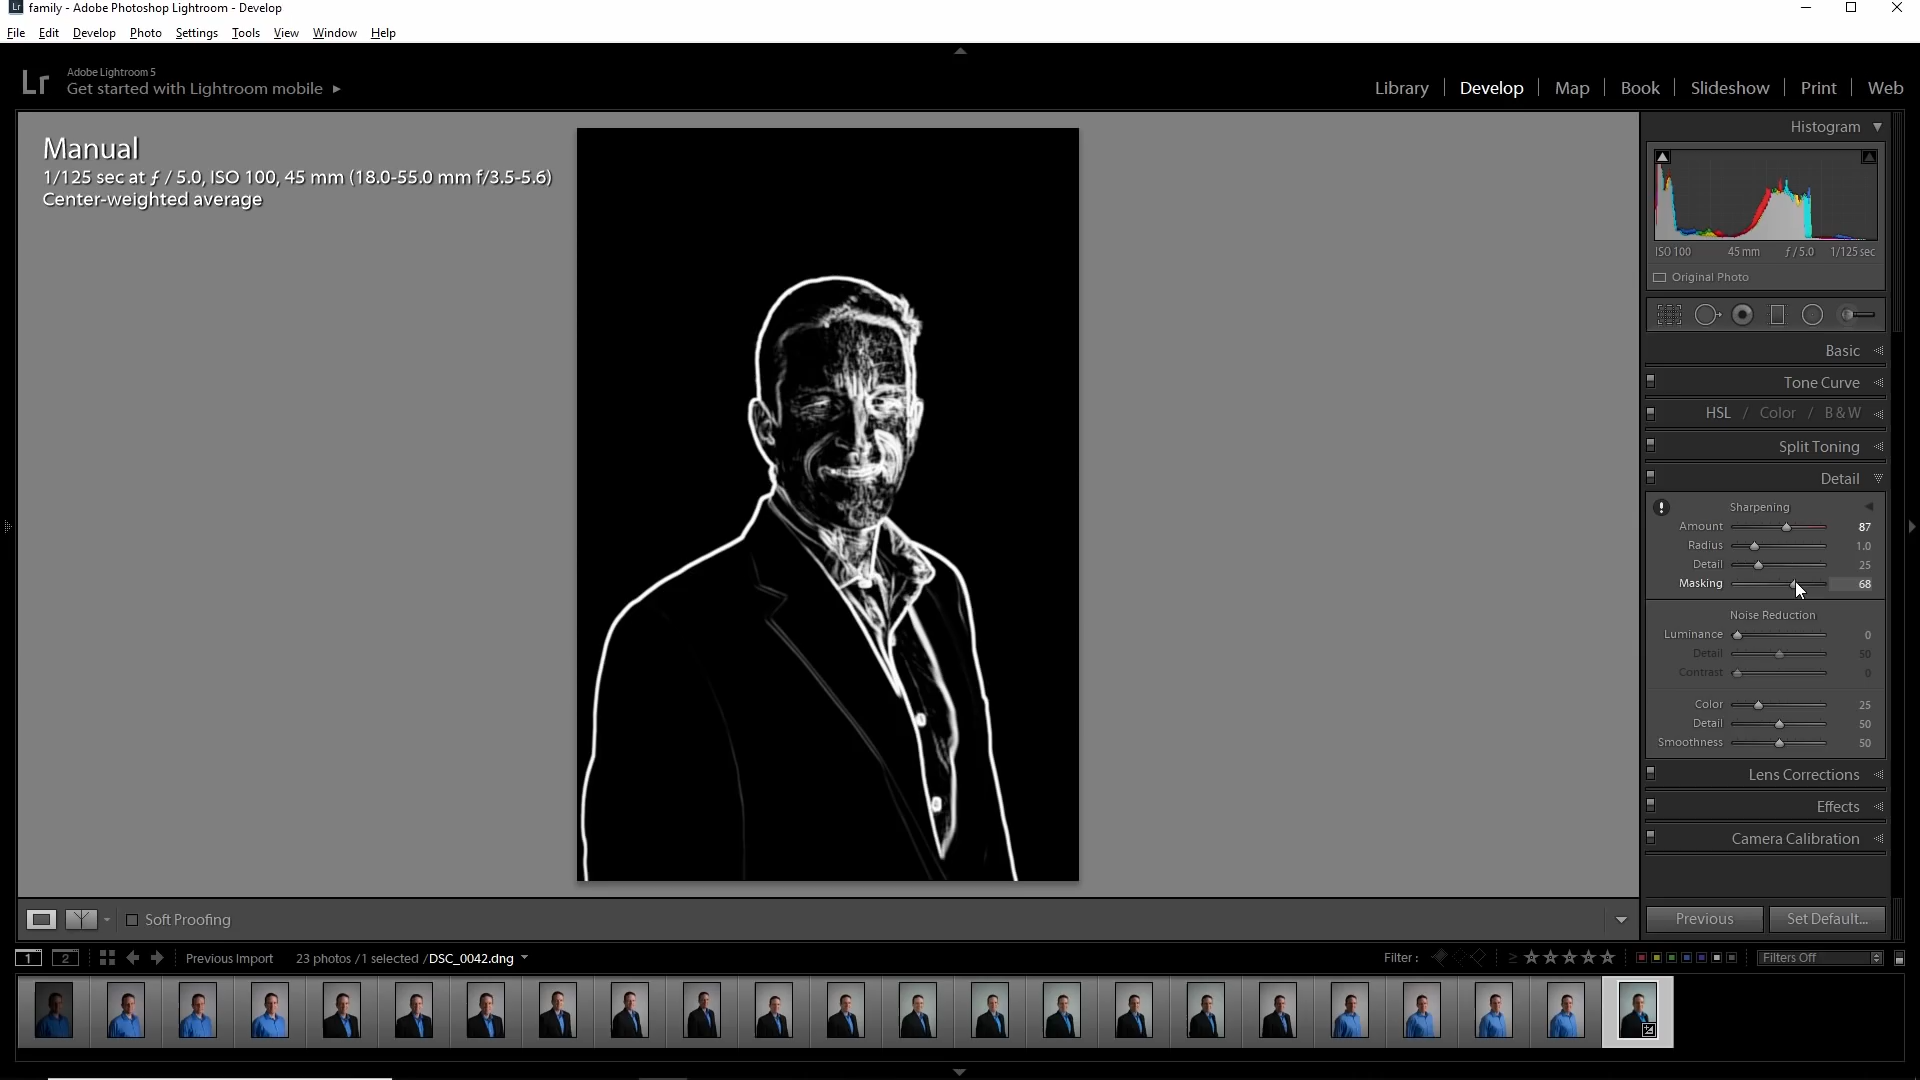 Lr family - Adobe Photoshop Lightroom - Develop
File Edit Develop Photo Settings Tools View Window Help
Lr Adobe Lightroom 5
Get started with Lightroom mobile
Library Develop Map Book Slideshow Print Web
Manual
1/125 sec at ƒ / 5.0, ISO 100, 45 mm (18.0-55.0 mm f/3.5-5.6)
Center-weighted average
Histogram
ISO 100 45 mm ƒ / 5.0 1/125 sec
Original Photo
Basic
Tone Curve
HSL / Color / B & W
Split Toning
Detail
! Sharpening
Amount 87
Radius 1.0
Detail 25
Masking 68
Noise Reduction
Luminance 0
Detail 50
Contrast 0
Color 25
Detail 50
Smoothness 50
Lens Corrections
Effects
Camera Calibration
Previous Set Default...
Soft Proofing
1 2 Previous Import 23 photos /1 selected /DSC_0042.dng Filter : ≥ Filters Off